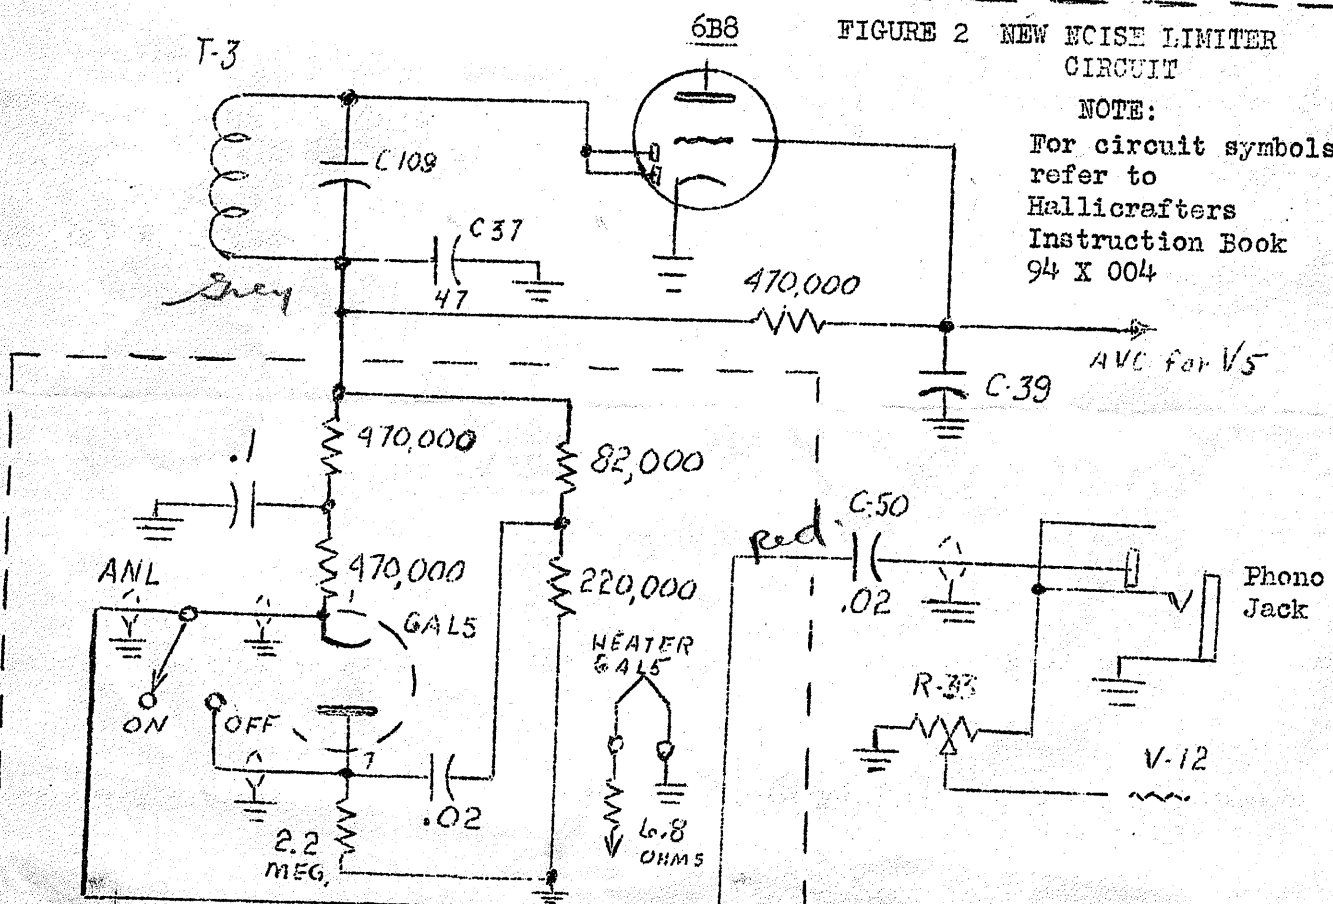 6B8
FIGURE 2 NEW NOISE LIMITER
CIRCUIT
NOTE:
For circuit symbols
refer to
Hallicrafters
Instruction Book
94 X 004
T-3
C 109
C 37
47
Grey
470,000
AVC for V5
C-39
470,000
82,000
.1
470,000
220,000
ANL
6AL5
1
ON
OFF
7
.02
2.2
MEG.
HEATER
6AL5
6.8
OHMS
red
C-50
.02
Phono
Jack
R-33
V-12